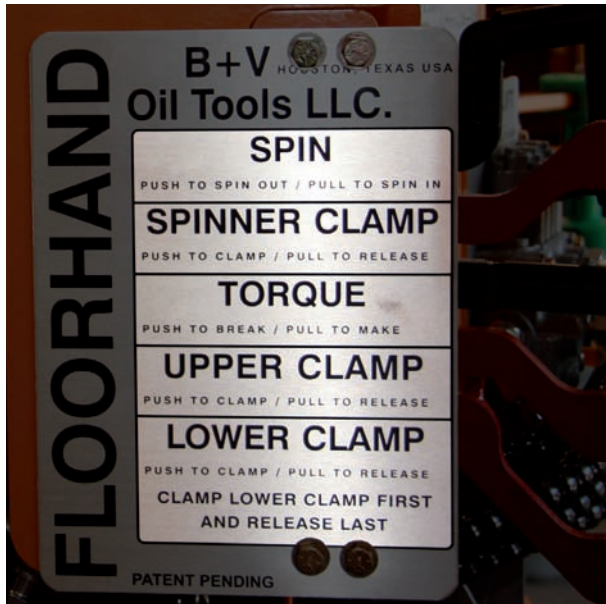 FLOORHAND
B+V HOUSTON, TEXAS USA
Oil Tools LLC.
SPIN
PUSH TO SPIN OUT / PULL TO SPIN IN
SPINNER CLAMP
PUSH TO CLAMP / PULL TO RELEASE
TORQUE
PUSH TO BREAK / PULL TO MAKE
UPPER CLAMP
PUSH TO CLAMP / PULL TO RELEASE
LOWER CLAMP
PUSH TO CLAMP / PULL TO RELEASE
CLAMP LOWER CLAMP FIRST
AND RELEASE LAST
PATENT PENDING